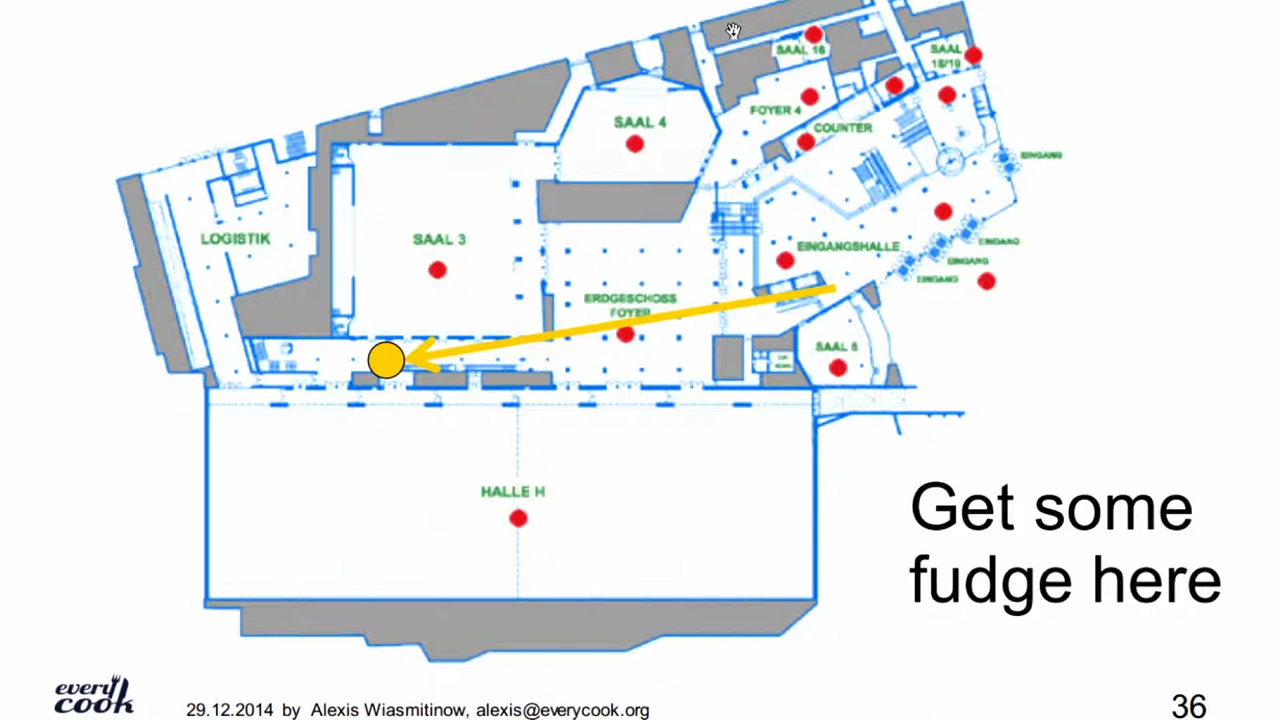 SAAL 16
SAAL
18/19
FOYER 4
SAAL 4
COUNTER
EINGANG
LOGISTIK
SAAL 3
EINGANGSHALLE
EINGANG
EINGANG
EINGANG
ERDGESCHOSS
FOYER
SAAL 6
HALLE H
Get some
fudge here
every
cook
29.12.2014 by Alexis Wiasmitinow, alexis@everycook.org
36